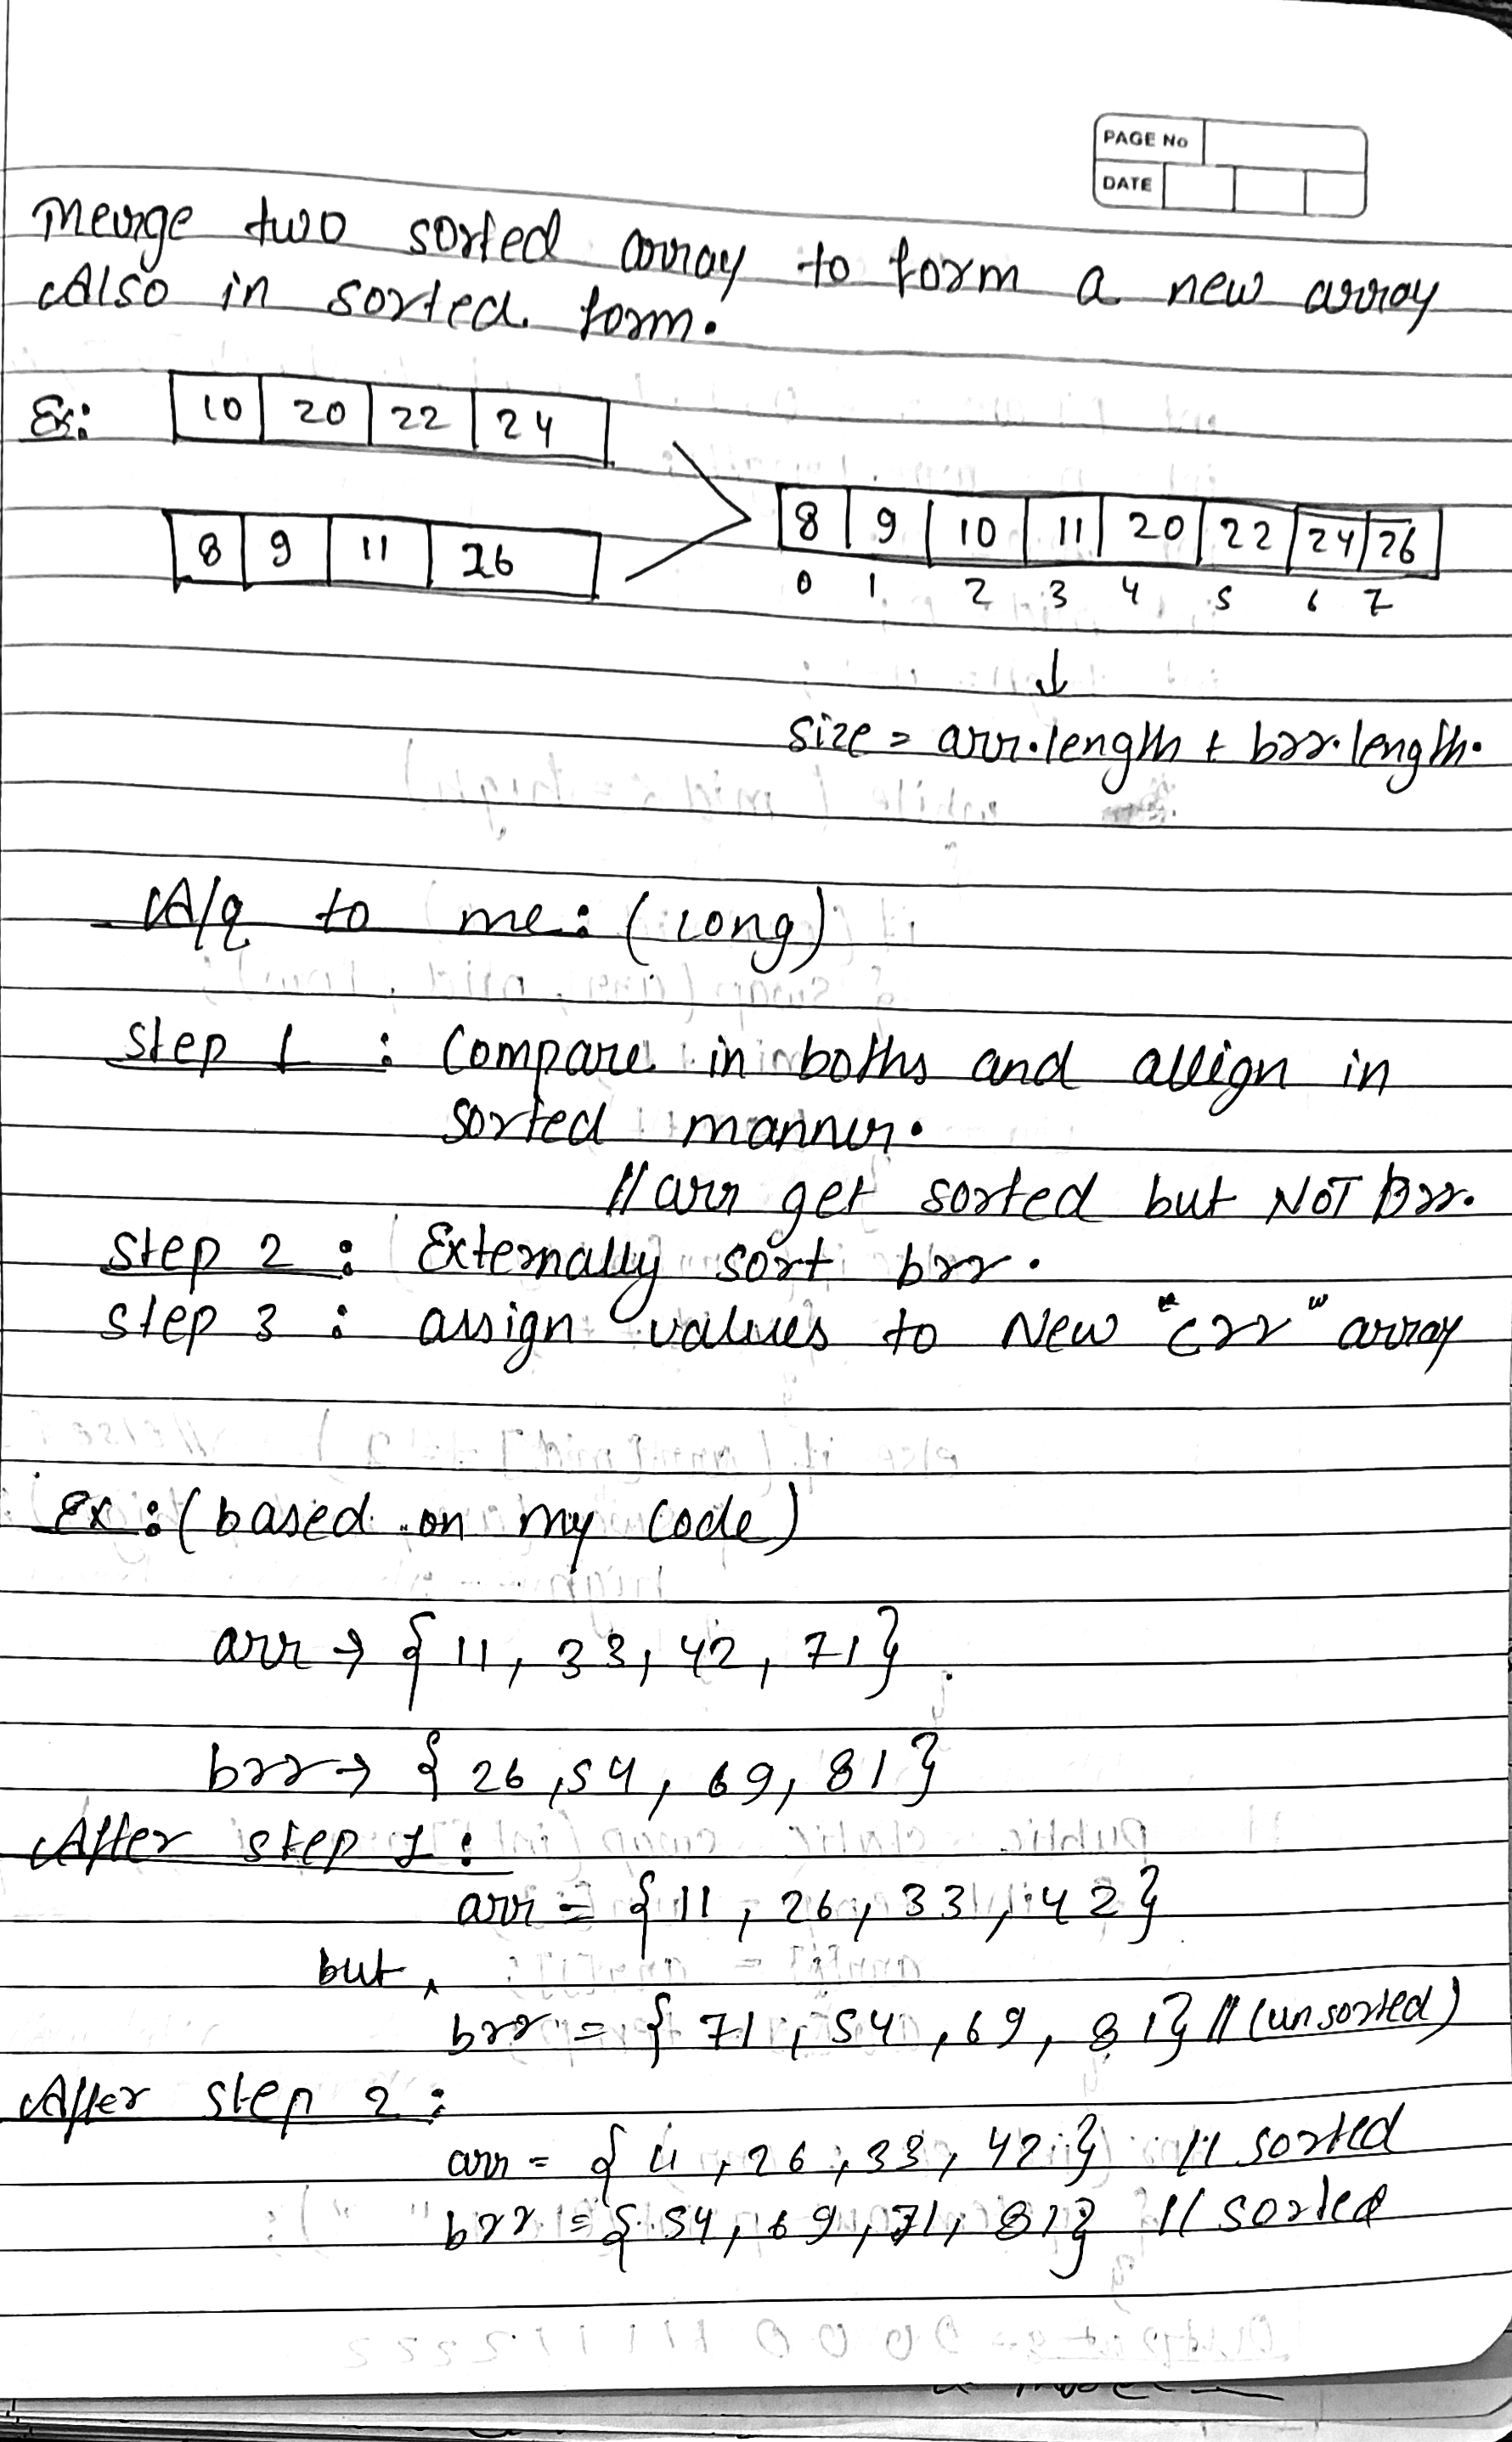 PAGE No
DATE
Merge two sorted array to form a new array
Also in sorted form.
Ex: 10 20 22 24
8 9 11 26
8 9 10 11 20 22 24 26
0 1 2 3 4 5 6 7
↓
size = arr.length + brr.length.
A/q to me: (long)
step 1 : Compare in boths and allign in
sorted manner.
// arr get sorted but NOT Brr.
step 2 : Externally sort brr.
step 3 : assign values to New "crr" array
Ex: (based on my code)
arr → {11, 33, 42, 71}
brr → {26, 54, 69, 81}
After step 1:
arr = {11, 26, 33, 42}
but,
brr = {71, 54, 69, 81} // (unsorted)
After step 2:
arr = {11, 26, 33, 42} // sorted
brr = {54, 69, 71, 81} // sorted